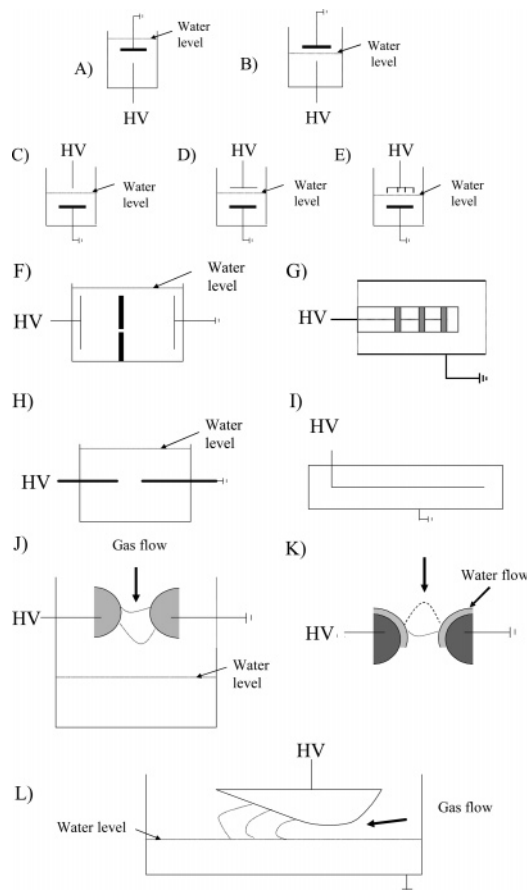 Water
level
A)
HV
Water
level
B)
HV
C)
HV
Water
level
D)
HV
Water
level
E)
HV
Water
level
F)
Water
level
HV
G)
HV
H)
Water
level
HV
I)
HV
J)
Gas flow
HV
Water
level
K)
Water flow
HV
L)
HV
Gas flow
Water level